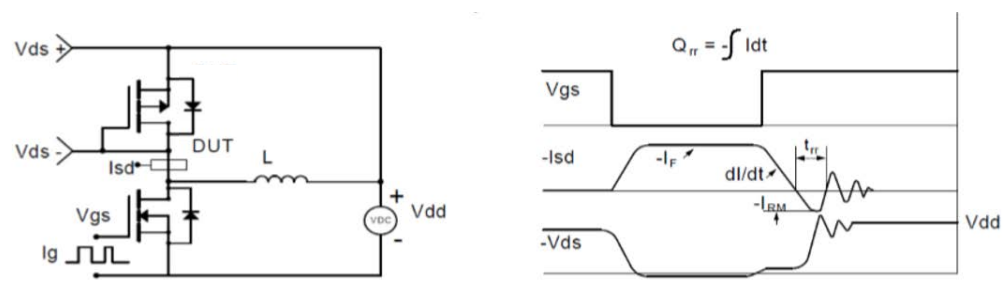 Vds +
DUT
Vds -
Isd
L
Vgs
+
VDC
Vdd
-
Ig
Qrr = -∫ Idt
Vgs
trr
-Isd
-IF
dI/dt
-IRM
Vdd
-Vds